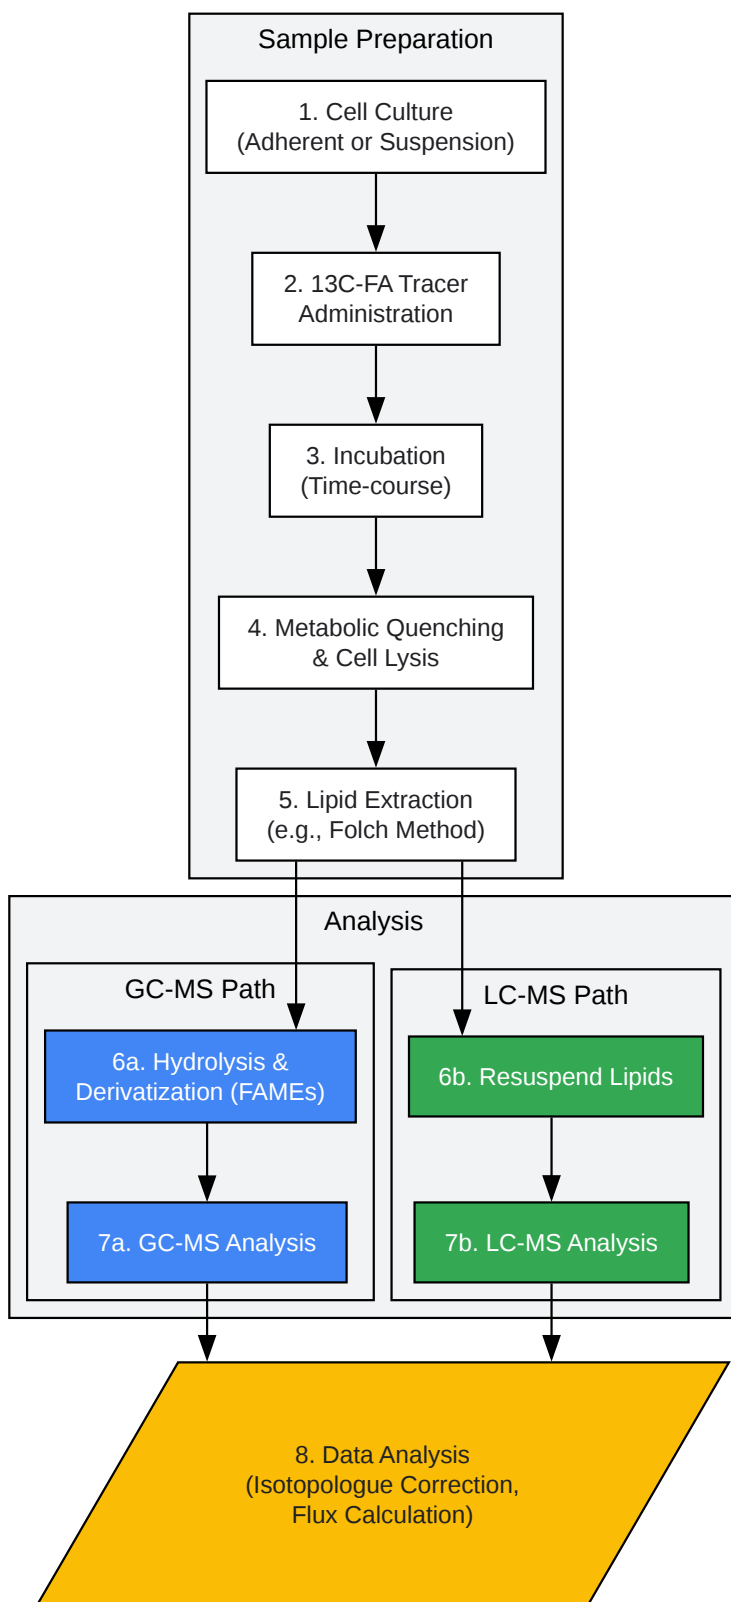 Sample Preparation
1. Cell Culture
(Adherent or Suspension)
2. 13C-FA Tracer
Administration
3. Incubation
(Time-course)
4. Metabolic Quenching
& Cell Lysis
5. Lipid Extraction
(e.g., Folch Method)
Analysis
GC-MS Path
6a. Hydrolysis &
Derivatization (FAMEs)
7a. GC-MS Analysis
LC-MS Path
6b. Resuspend Lipids
7b. LC-MS Analysis
8. Data Analysis
(Isotopologue Correction,
Flux Calculation)